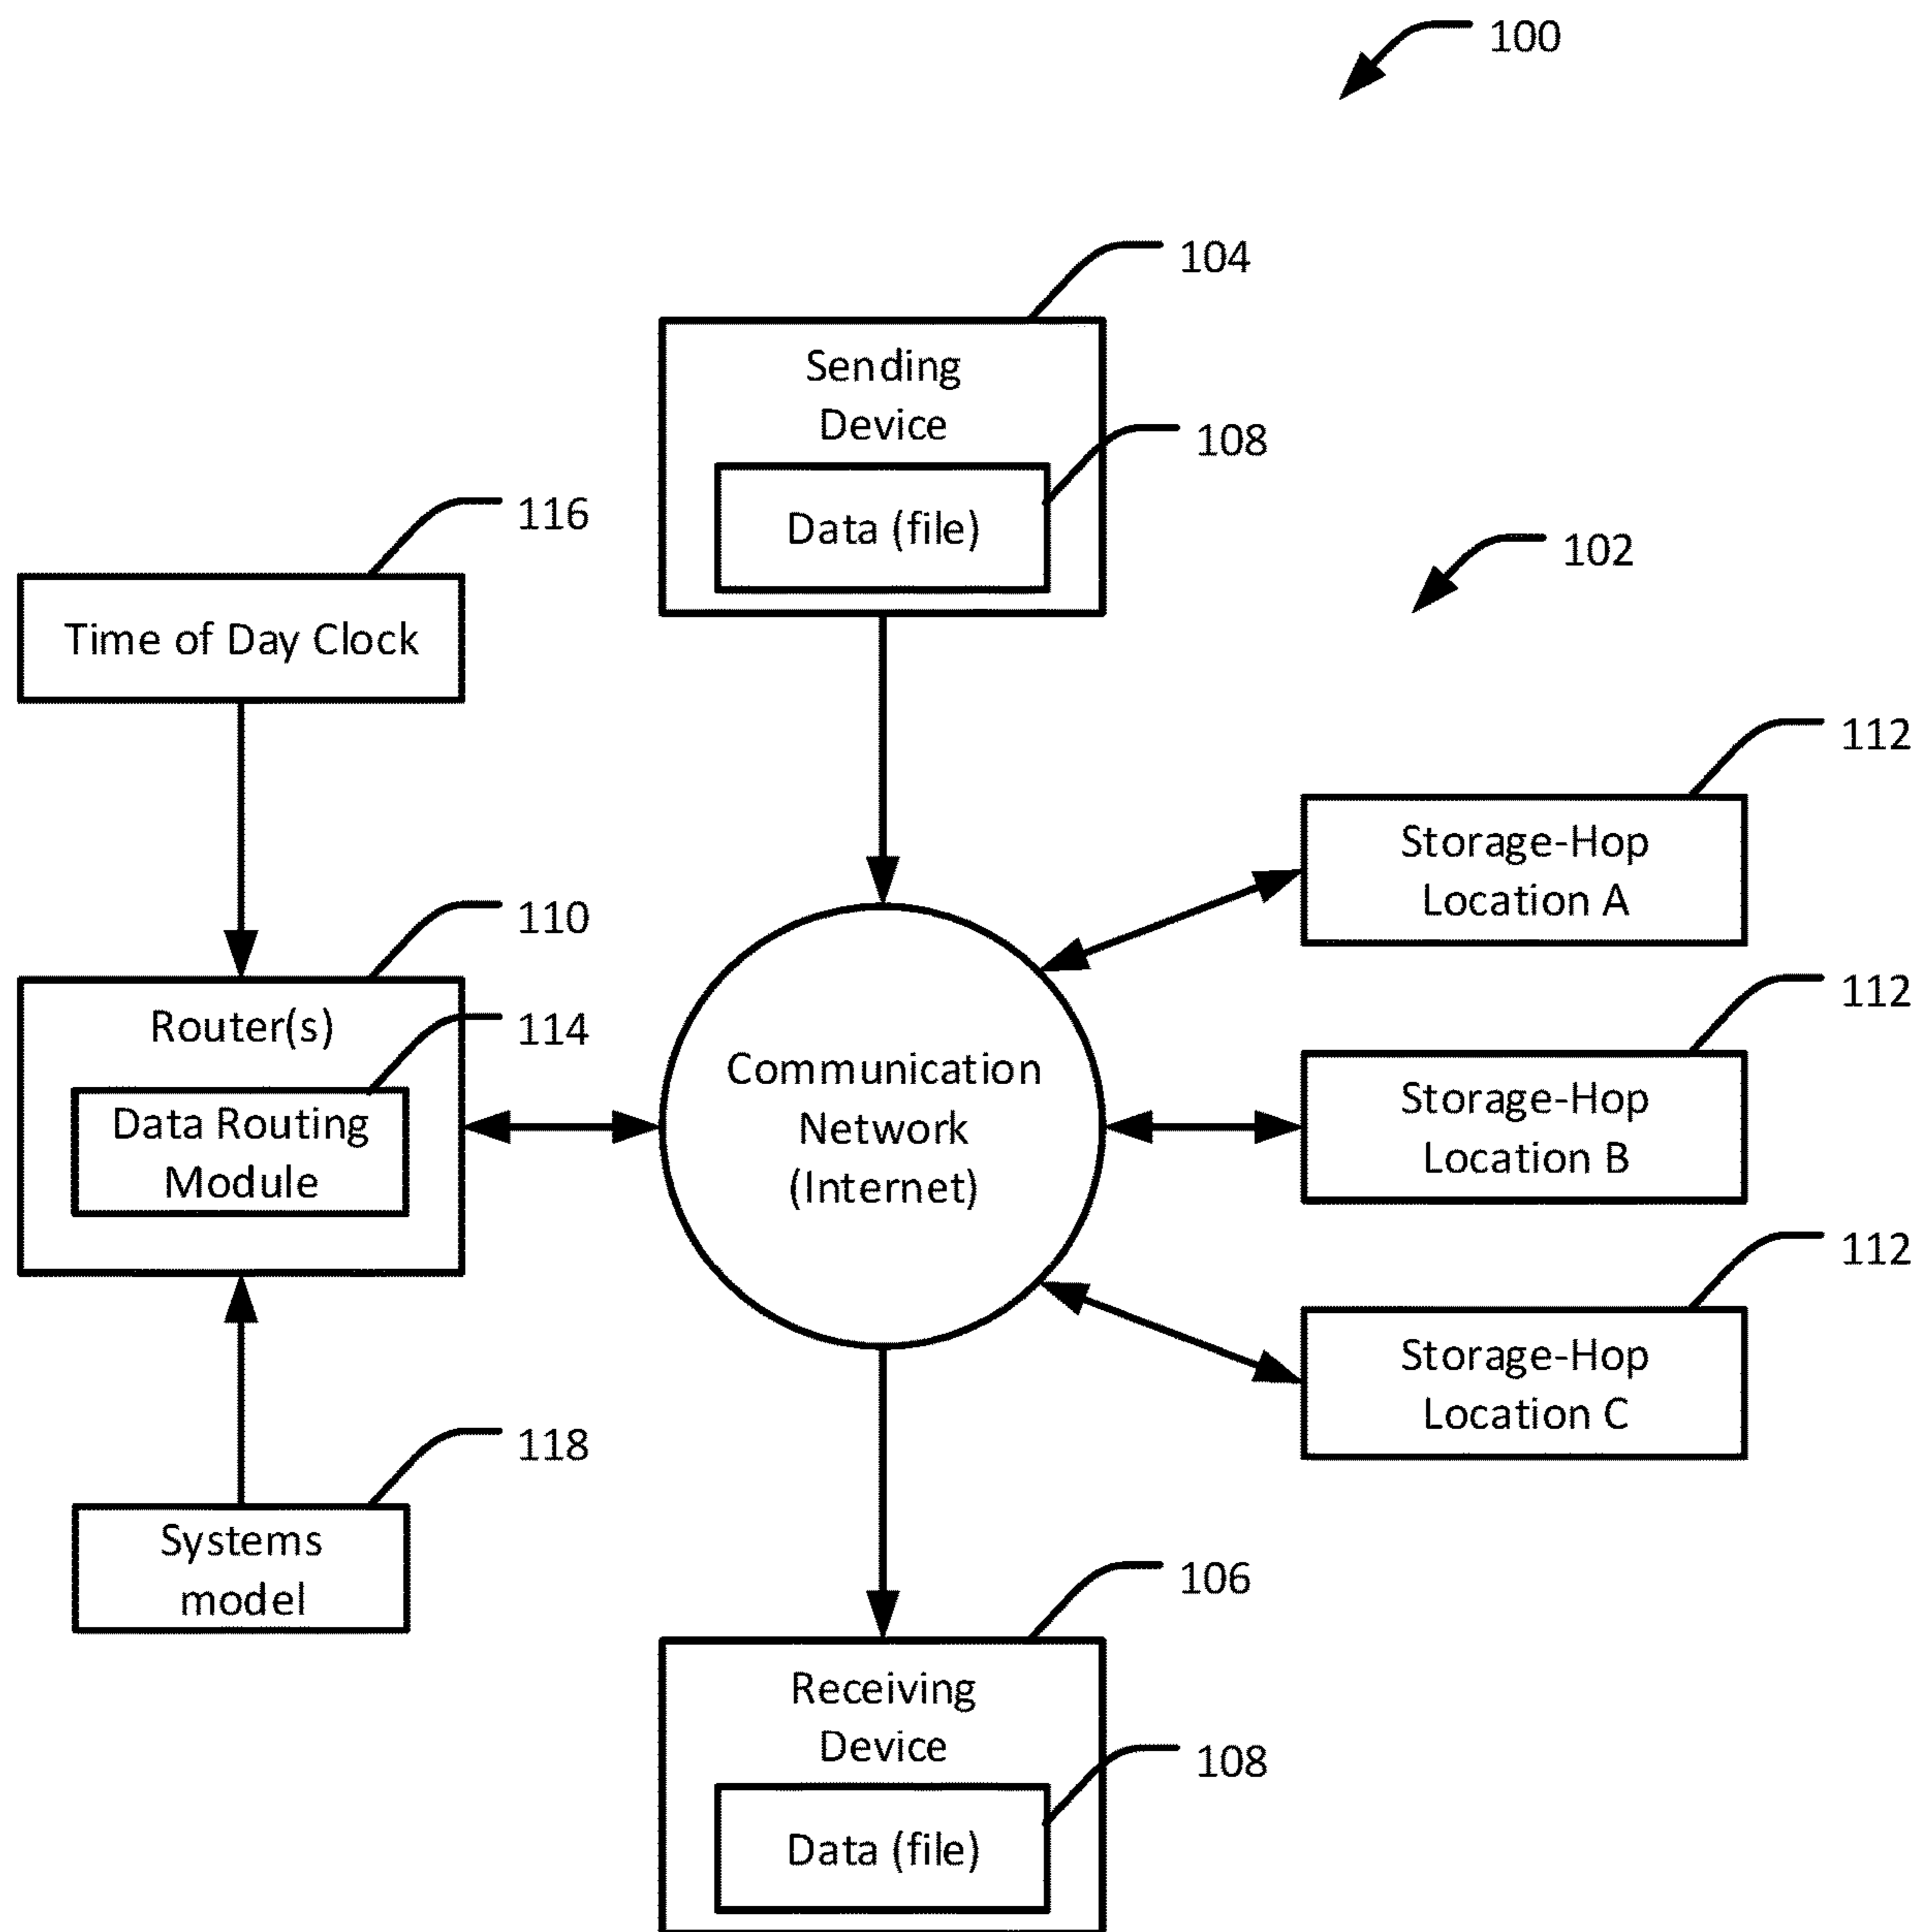 100
104
Sending
Device
108
Data (file)
116
102
Time of Day Clock
112
Storage-Hop
Location A
110
112
Router(s)
114
Data Routing
Module
Communication
Network
(Internet)
Storage-Hop
Location B
112
Storage-Hop
Location C
118
Systems
model
106
Receiving
Device
108
Data (file)